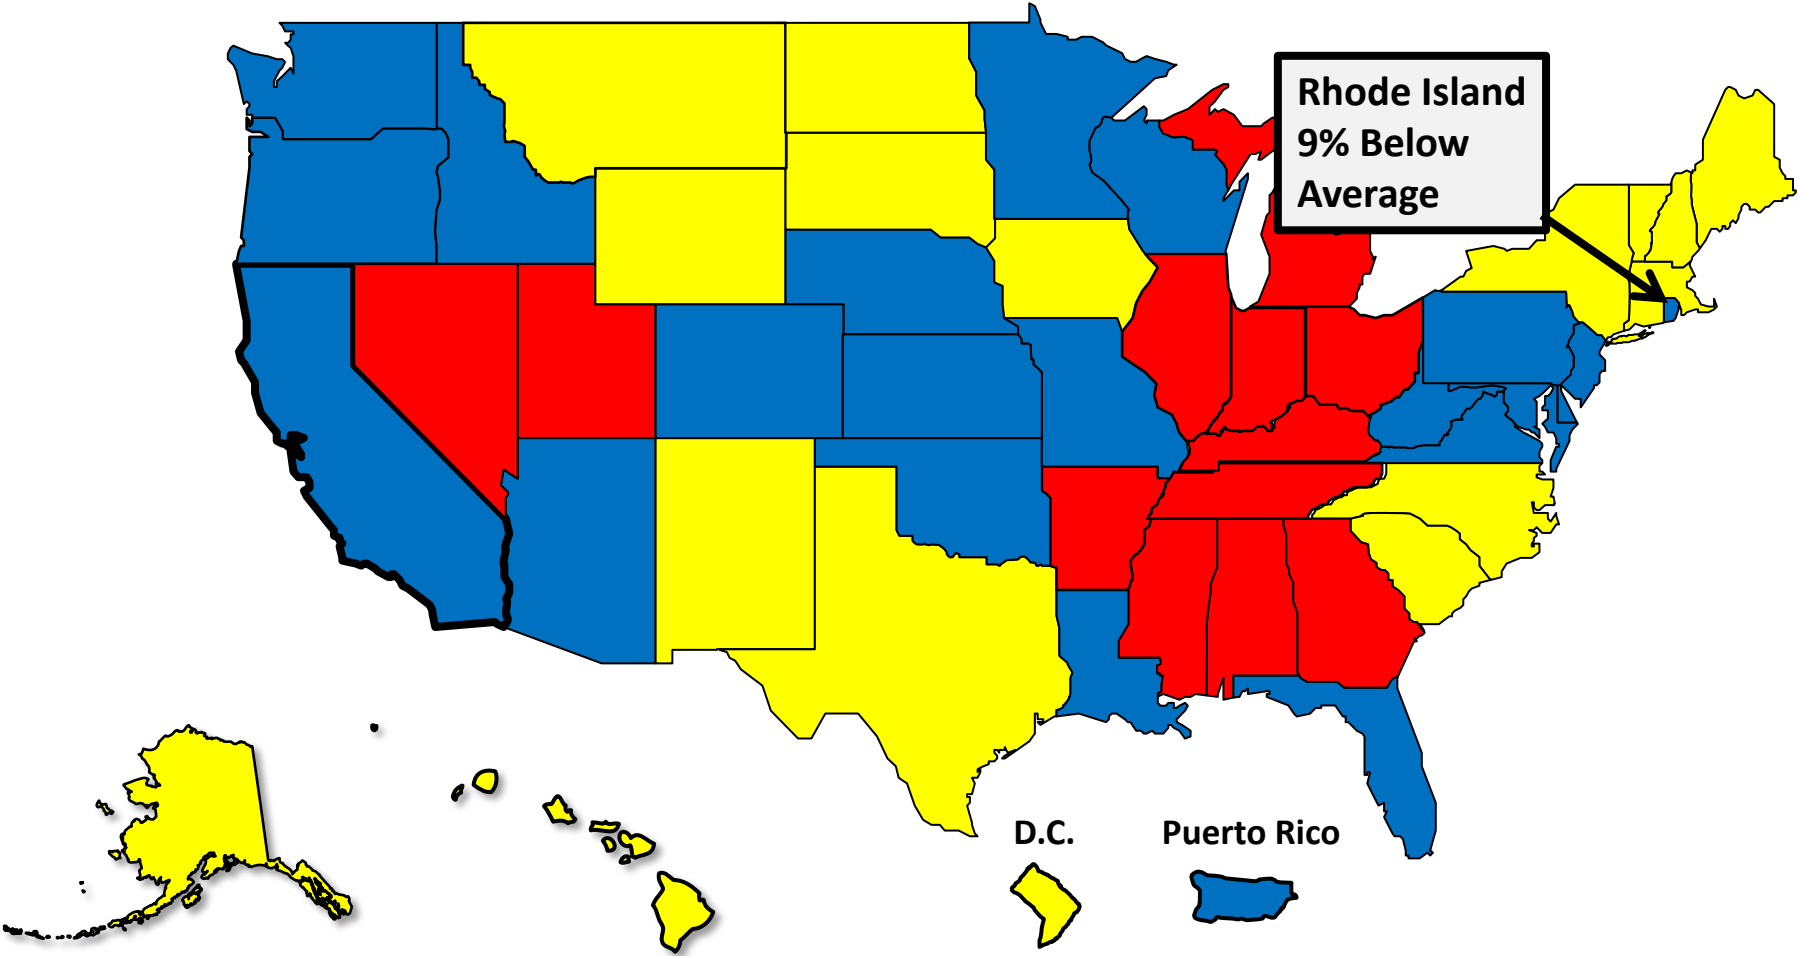 Rhode Island
9% Below
Average
D.C.
Puerto Rico